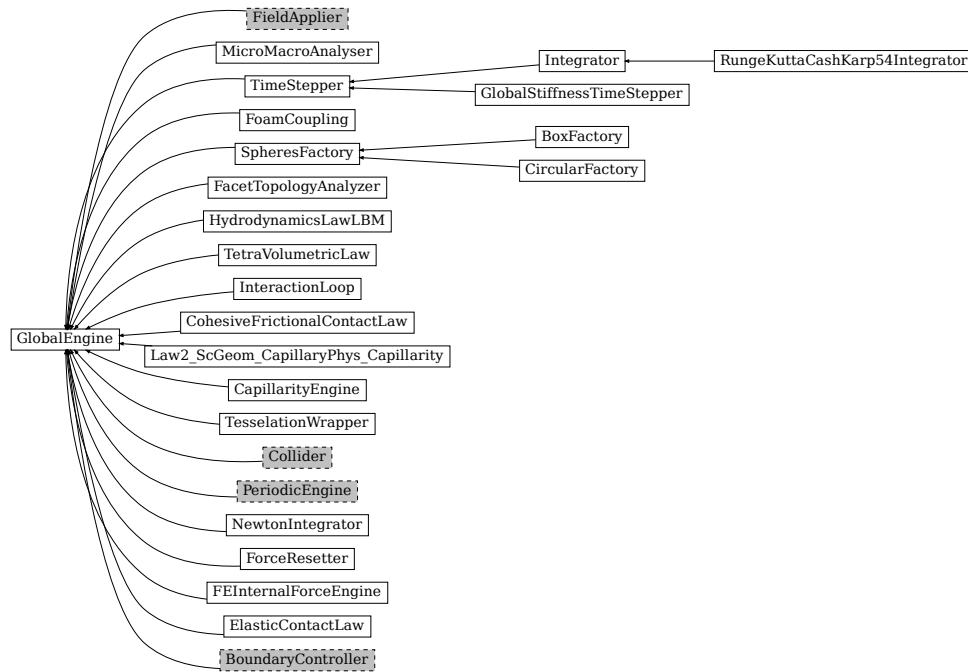 FieldApplier
MicroMacroAnalyser
Integrator
RungeKuttaCashKarp54Integrator
TimeStepper
GlobalStiffnessTimeStepper
FoamCoupling
BoxFactory
SpheresFactory
CircularFactory
FacetTopologyAnalyzer
HydrodynamicsLawLBM
TetraVolumetricLaw
InteractionLoop
CohesiveFrictionalContactLaw
GlobalEngine
Law2_ScGeom_CapillaryPhys_Capillarity
CapillarityEngine
TesselationWrapper
Collider
PeriodicEngine
NewtonIntegrator
ForceResetter
FEInternalForceEngine
ElasticContactLaw
BoundaryController